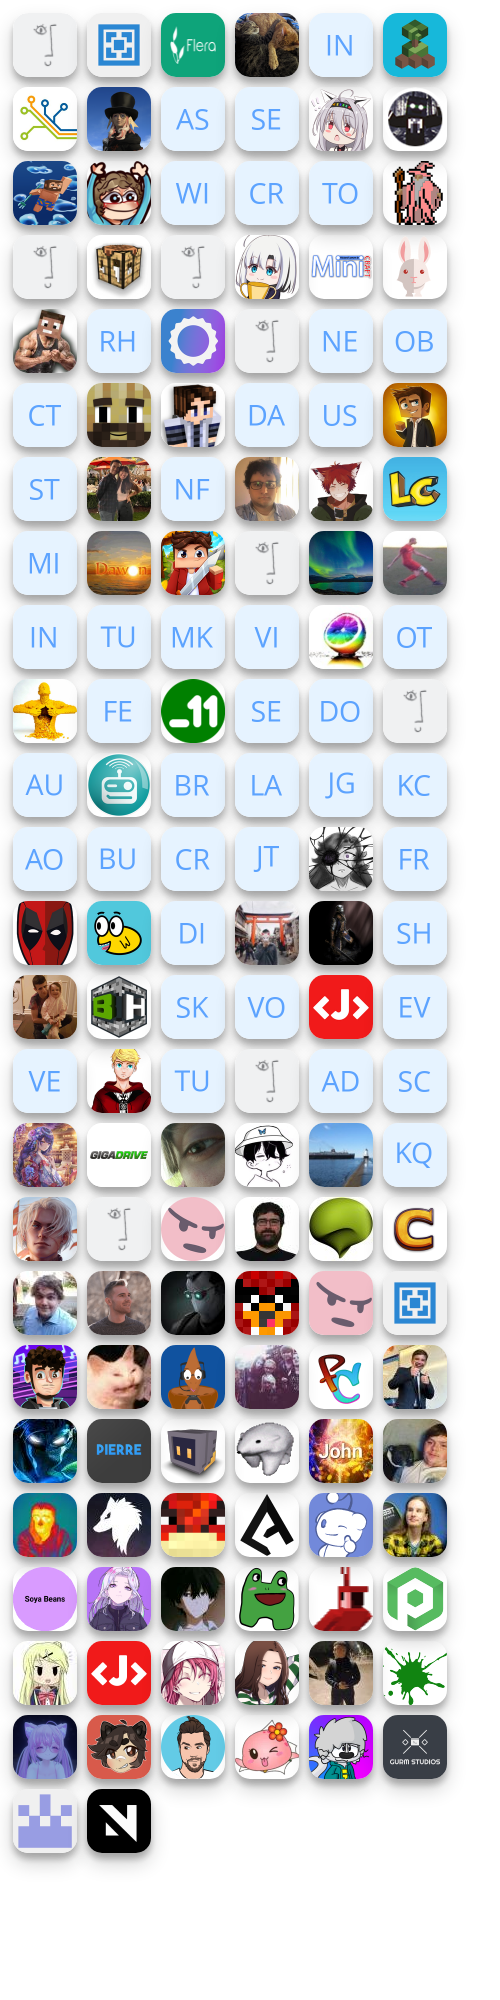 Flera IN
AS SE
WI CR TO
Mini
RH NE OB
CT DA US
ST NF LC
MI Dawn
IN TU MK VI OT
FE _11 SE DO
AU BR LA JG KC
AO BU CR JT FR
DI SH
BH SK VO <J> EV
VE TU AD SC
GIGADRIVE KQ
C
PC
PIERRE John
Soya Beans P
<J>
GURM STUDIOS
N